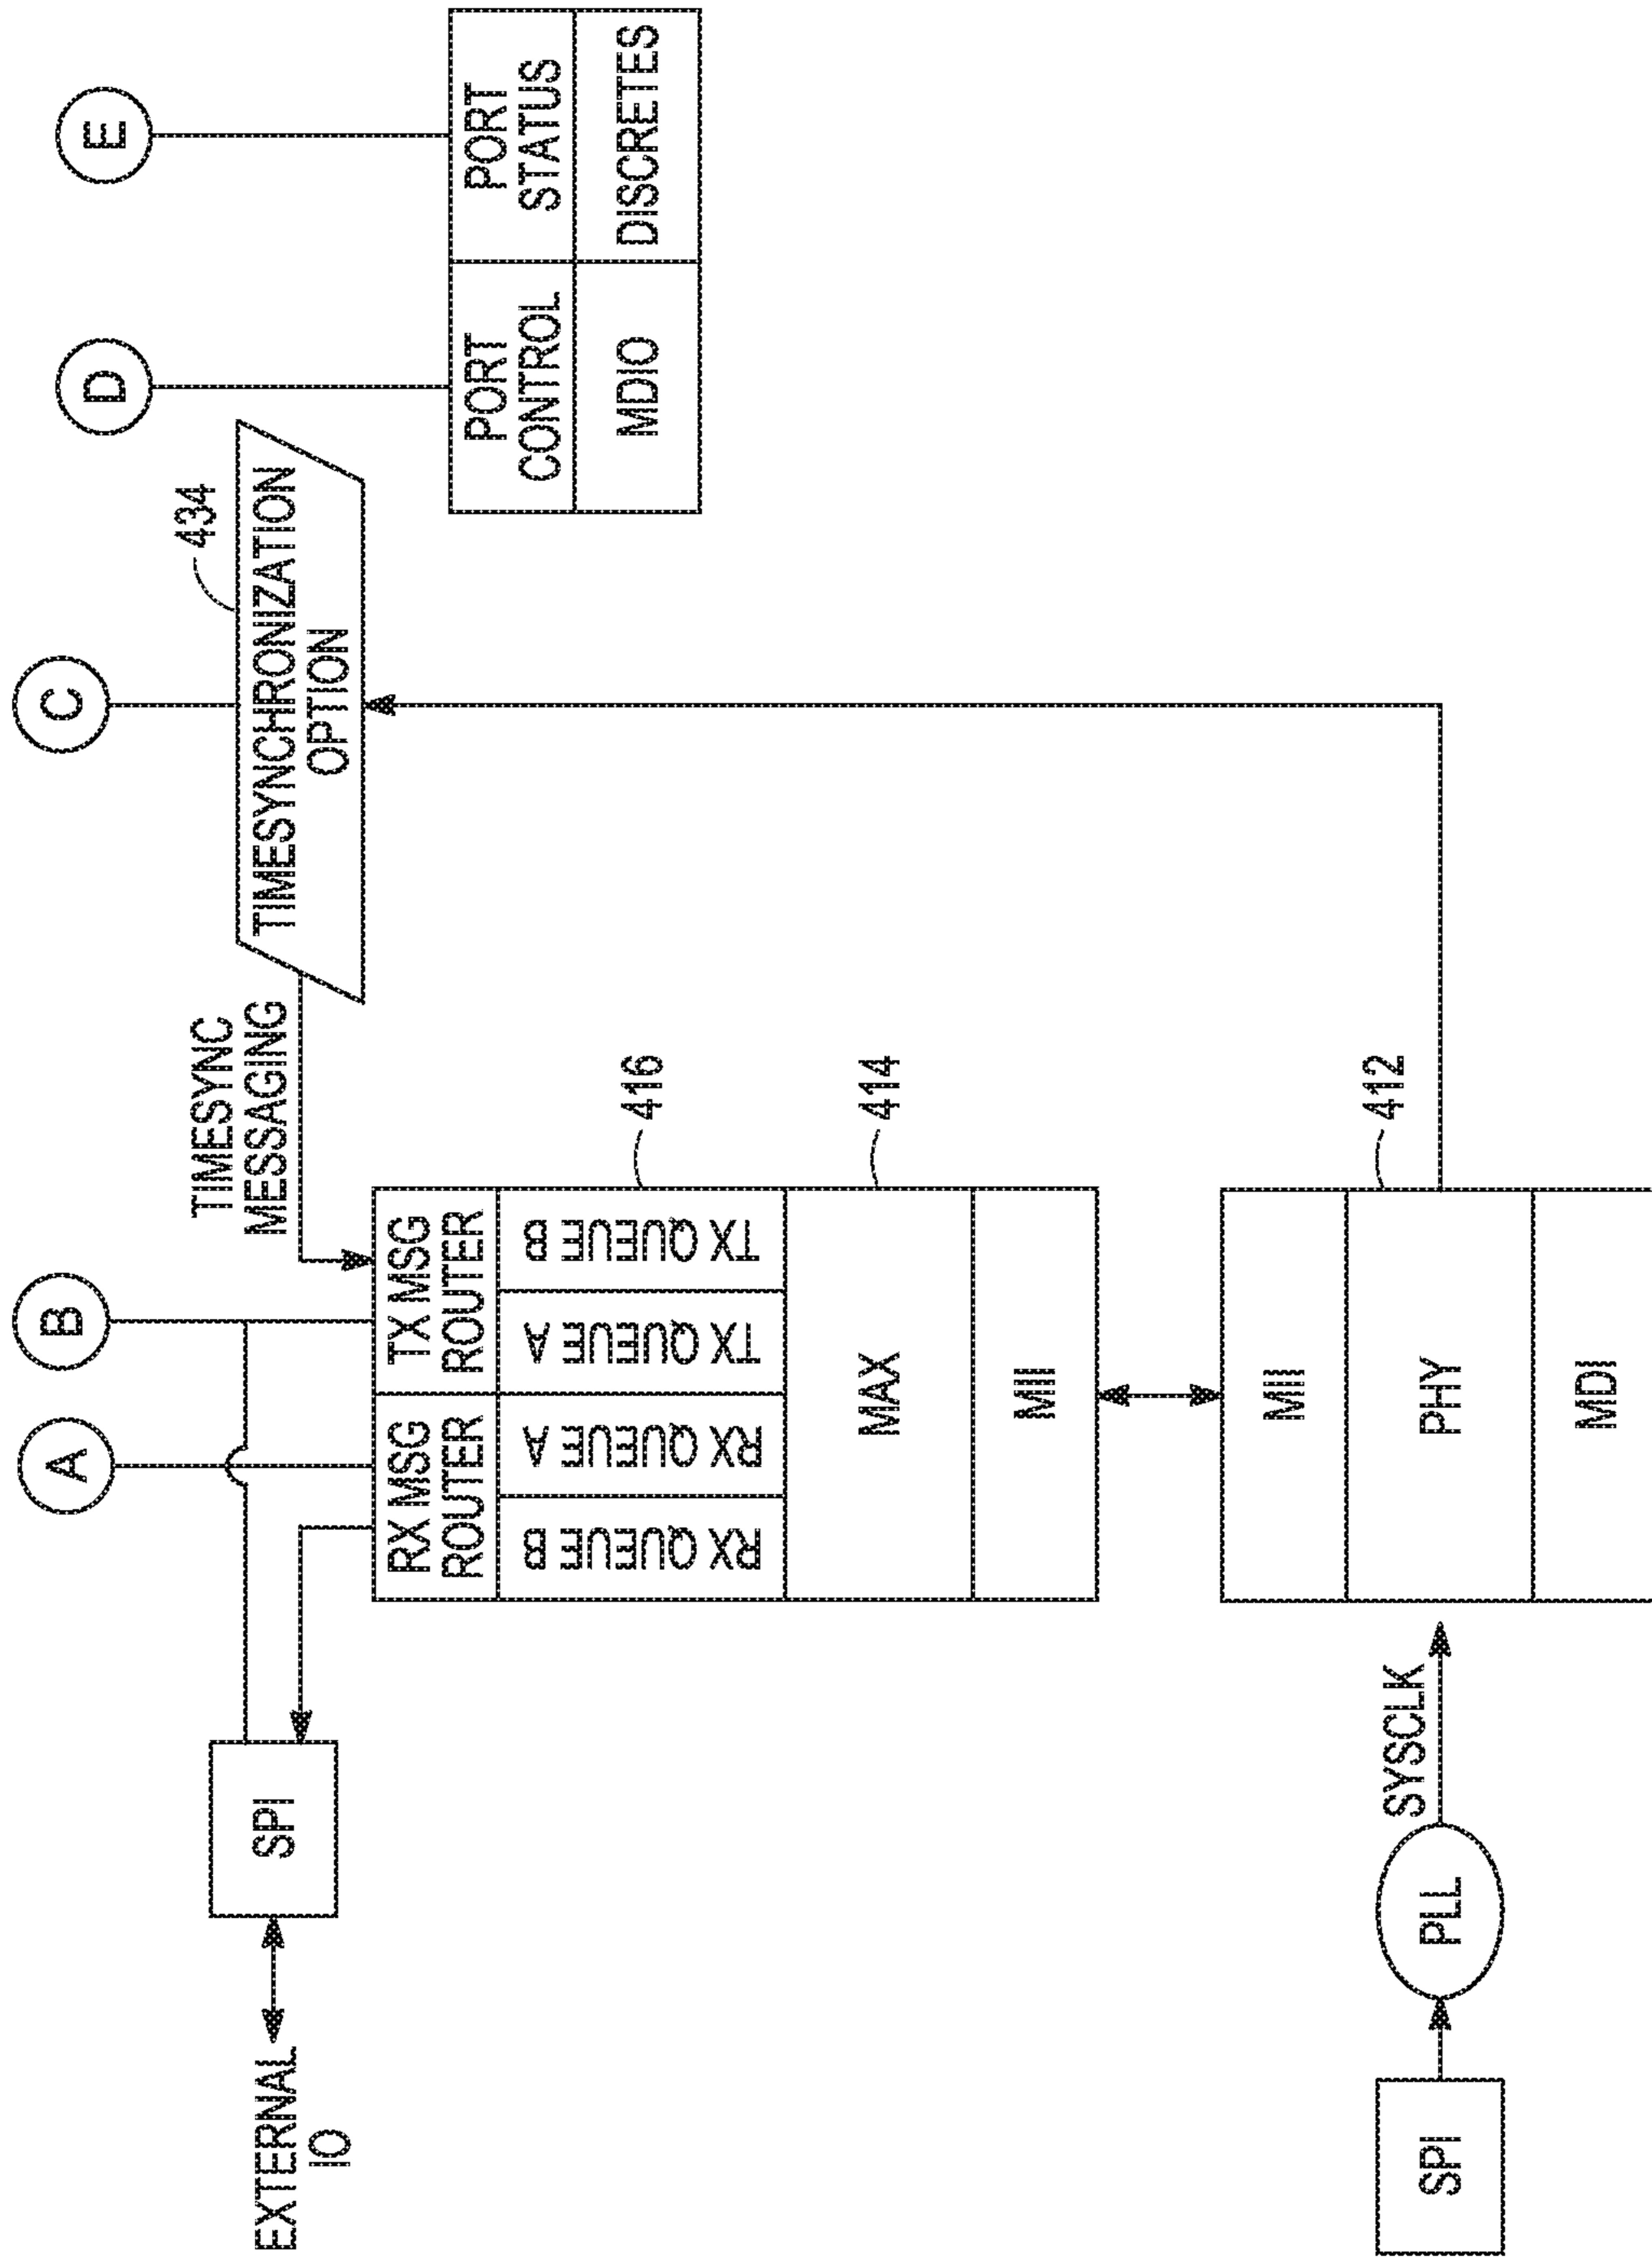 A
B
C
D
E
EXTERNAL
IO
SPI
TIMESYNC
MESSAGING
TIMESYNCHRONIZATION
OPTION
434
RX MSG
ROUTER
TX MSG
ROUTER
RX QUEUE B
RX QUEUE A
TX QUEUE A
TX QUEUE B
416
MAX
414
MII
PORT
CONTROL
PORT
STATUS
MDIO
DISCRETES
SPI
PLL
SYSCLK
MII
PHY
412
MDI